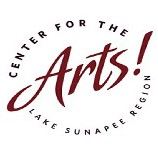 CENTER FOR THE
Arts!
LAKE SUNAPEE REGION